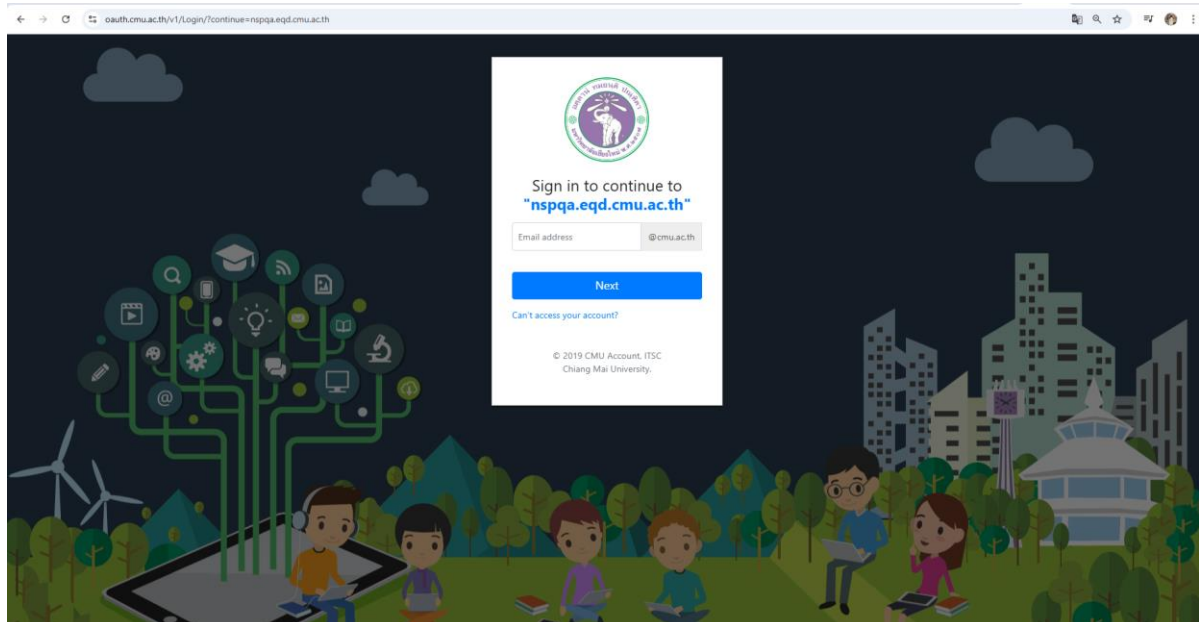 oauth.cmu.ac.th/v1/Login/?continue=nspqa.eqd.cmu.ac.th
Sign in to continue to
"nspqa.eqd.cmu.ac.th"
Email address @cmu.ac.th
Next
Can't access your account?
© 2019 CMU Account, ITSC
Chiang Mai University.
@